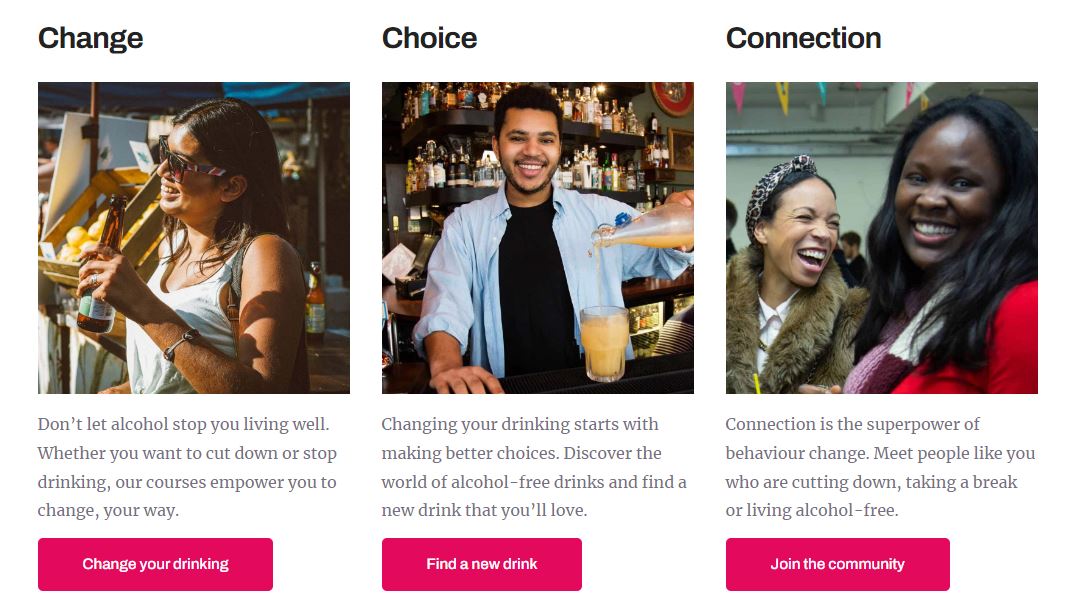 Change
Don’t let alcohol stop you living well.
Whether you want to cut down or stop
drinking, our courses empower you to
change, your way.
Change your drinking
Choice
Changing your drinking starts with
making better choices. Discover the
world of alcohol-free drinks and find a
new drink that you’ll love.
Find a new drink
Connection
Connection is the superpower of
behaviour change. Meet people like you
who are cutting down, taking a break
or living alcohol-free.
Join the community